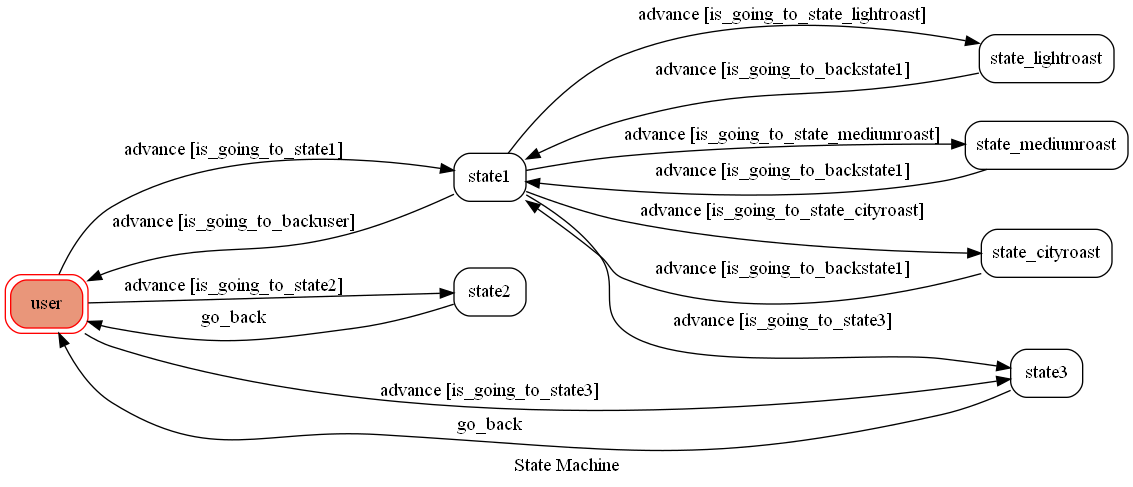 advance [is_going_to_state_lightroast]
state_lightroast
advance [is_going_to_backstate1]
advance [is_going_to_state_mediumroast]
state_mediumroast
advance [is_going_to_state1]
advance [is_going_to_backstate1]
state1
advance [is_going_to_state_cityroast]
advance [is_going_to_backuser]
state_cityroast
advance [is_going_to_backstate1]
advance [is_going_to_state2]
state2
user
go_back
advance [is_going_to_state3]
state3
advance [is_going_to_state3]
go_back
State Machine